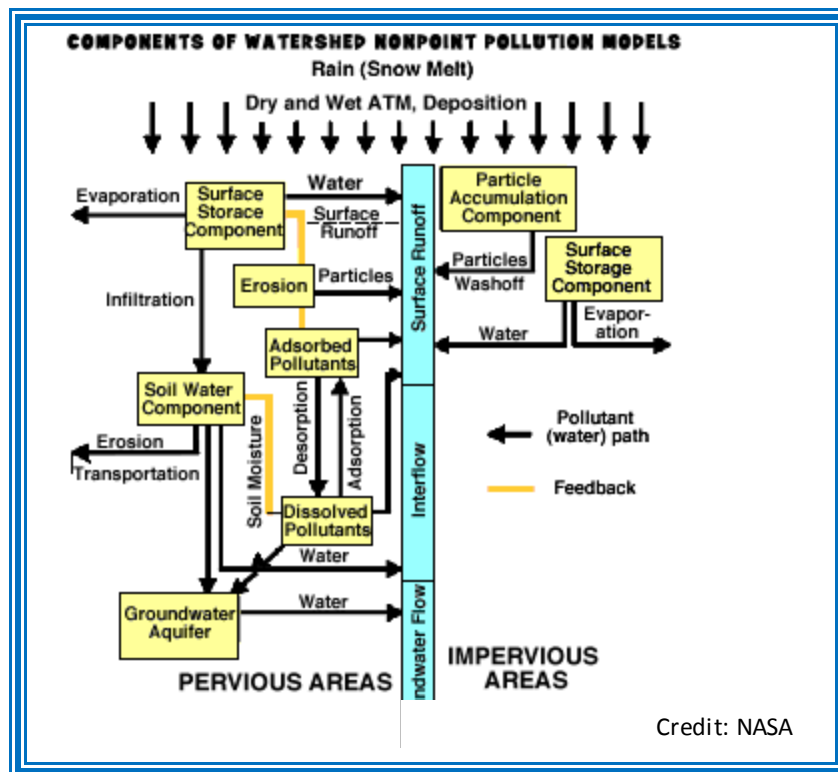 COMPONENTS OF WATERSHED NONPOINT POLLUTION MODELS
Rain (Snow Melt)
Dry and Wet ATM, Deposition
Evaporation
Surface
Storace
Component
Water
Surface
Runoff
Particle
Accumulation
Component
Particles
Washoff
Surface
Storage
Component
Erosion
Particles
Infiltration
Surface Runoff
Evapor-
ation
Water
Adsorbed
Pollutants
Soil Water
Component
Desorption
Adsorption
Pollutant
(water) path
Erosion
Transportation
Soil Moisture
Interflow
Feedback
Dissolved
Pollutants
Water
Groundwater
Aquifer
Water
ndwater Flow
PERVIOUS AREAS
IMPERVIOUS
AREAS
Credit: NASA